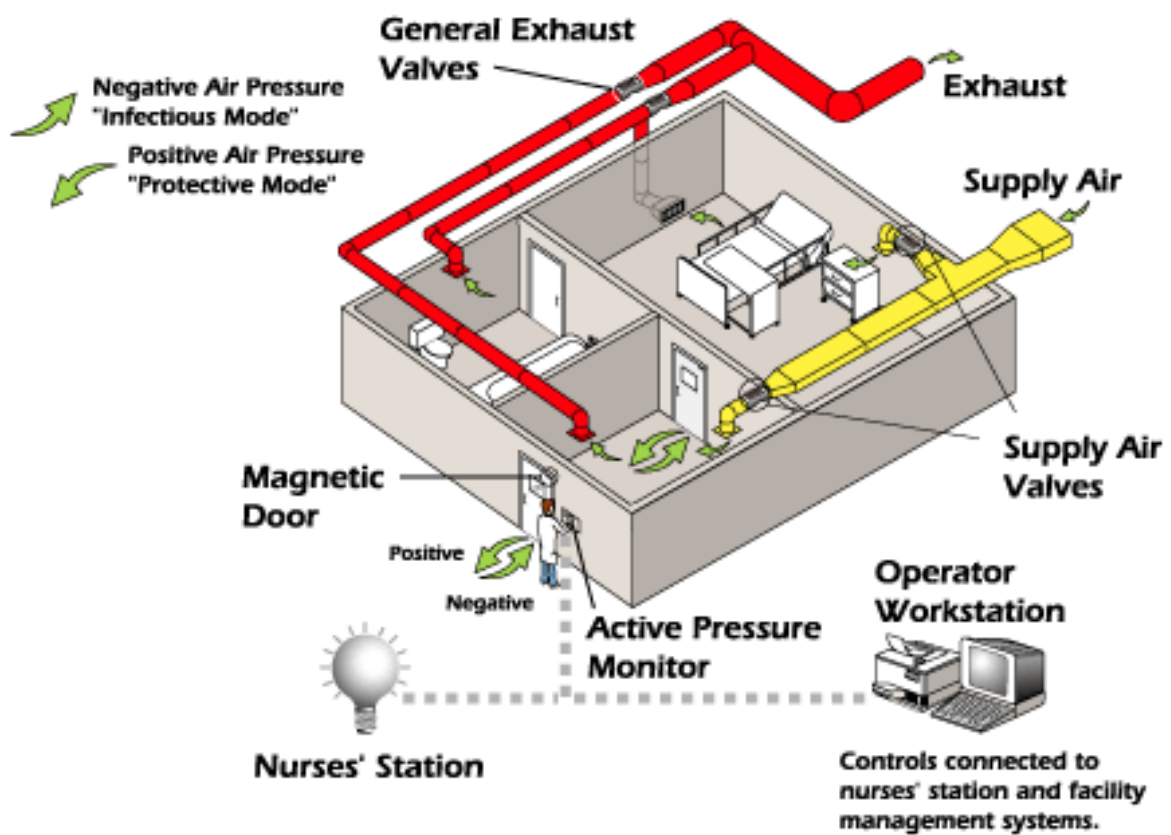 General Exhaust
Valves
Exhaust
Negative Air Pressure
"Infectious Mode"
Positive Air Pressure
"Protective Mode"
Supply Air
Supply Air
Valves
Magnetic
Door
Positive
Negative
Active Pressure
Monitor
Operator
Workstation
Nurses' Station
Controls connected to
nurses' station and facility
management systems.